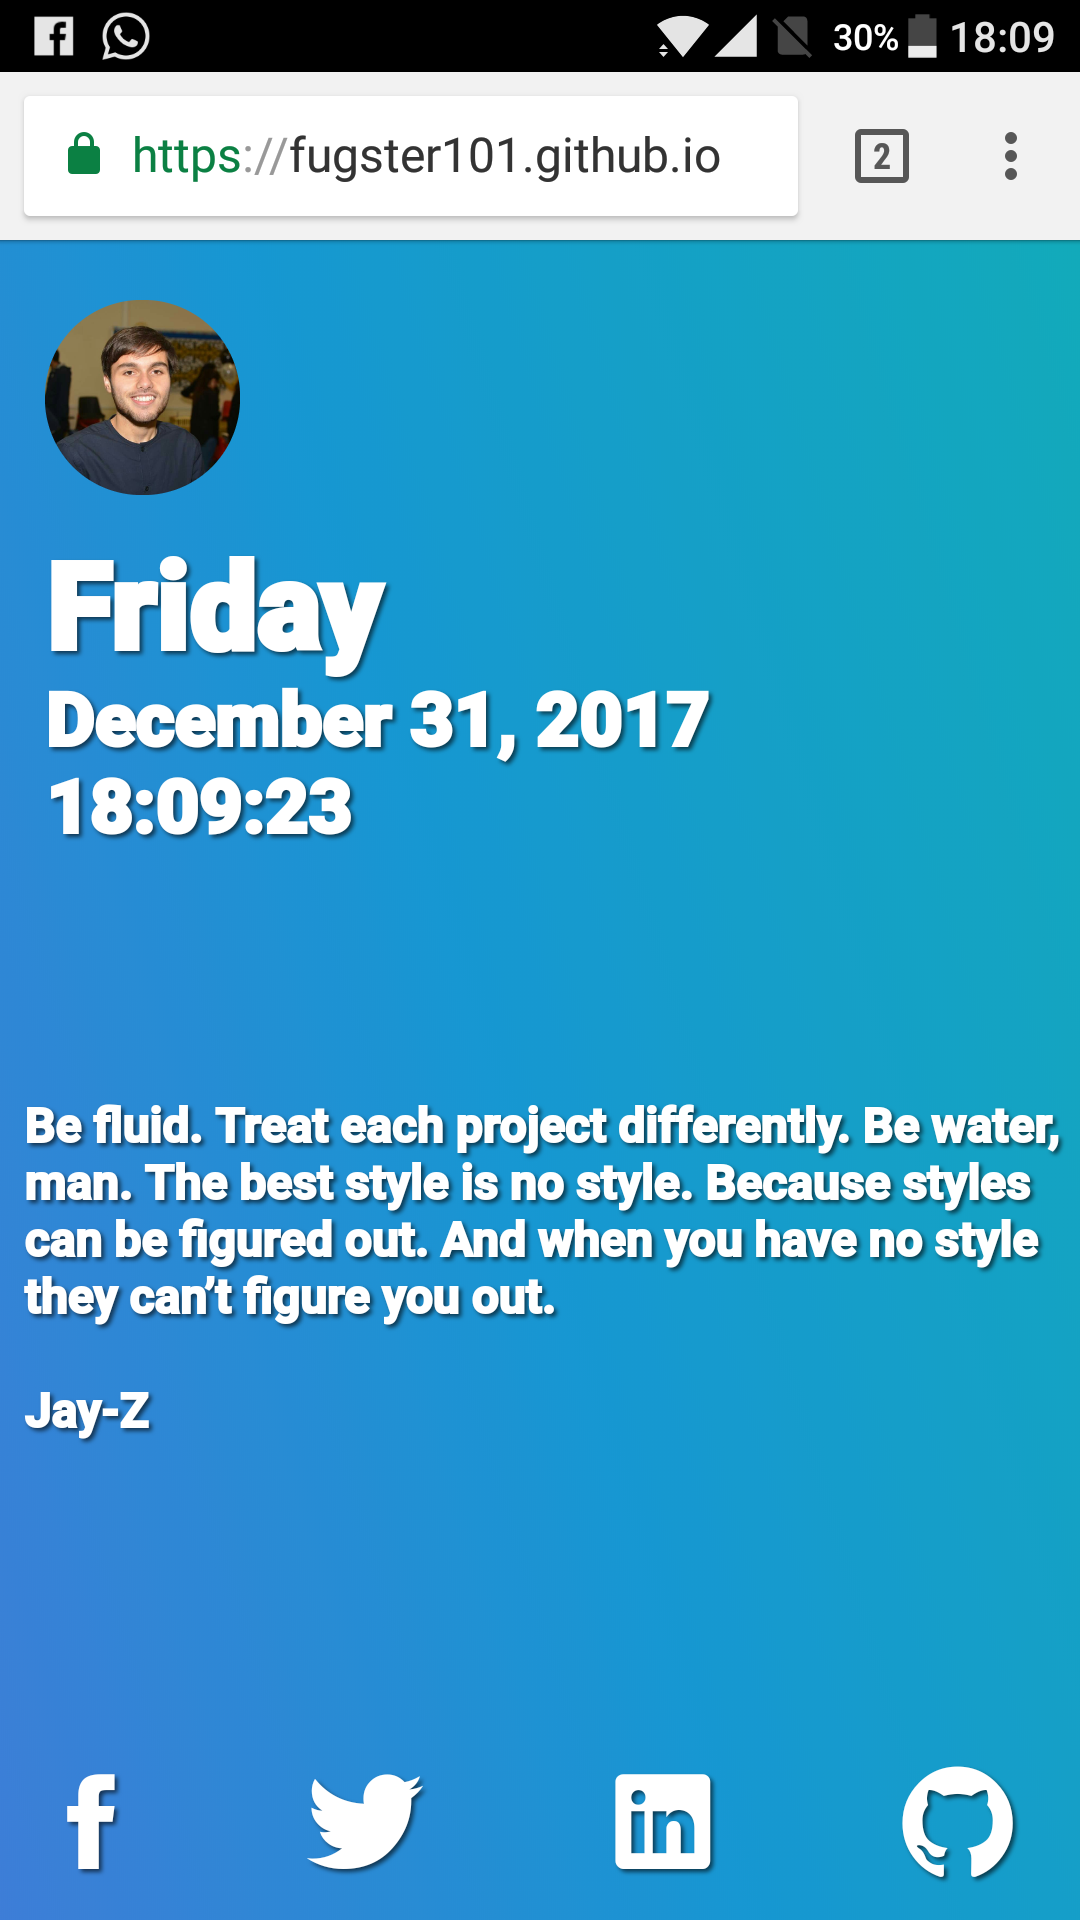 30% 18:09
https://fugster101.github.io
2
Friday
December 31, 2017
18:09:23
Be fluid. Treat each project differently. Be water,
man. The best style is no style. Because styles
can be figured out. And when you have no style
they can’t figure you out.
Jay-Z